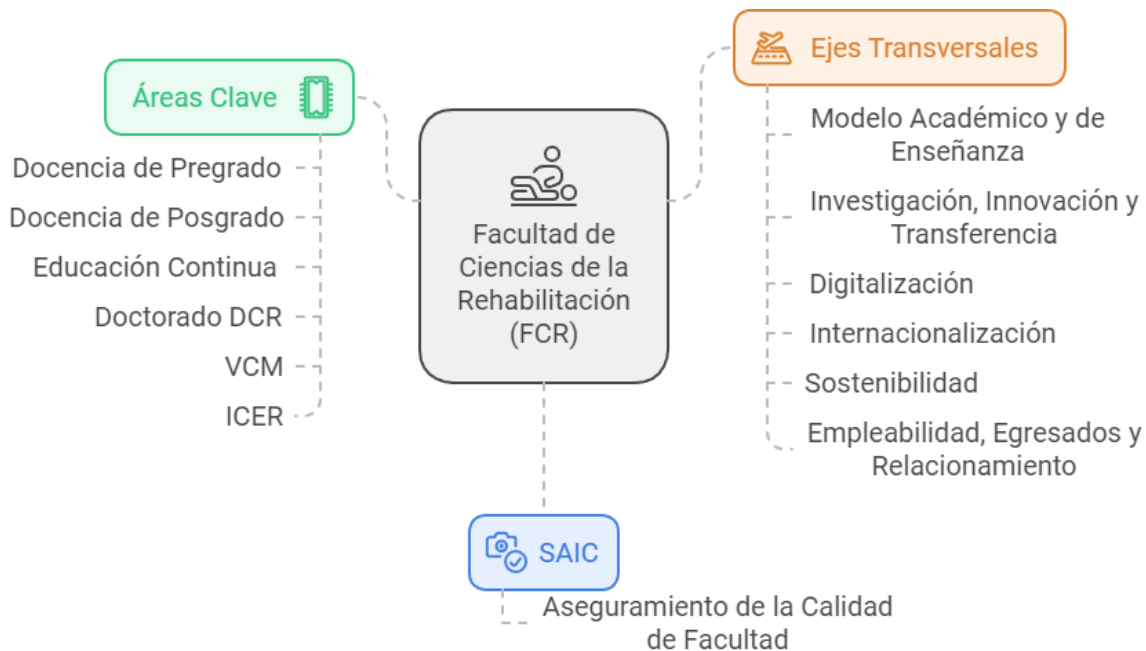 Áreas Clave
Docencia de Pregrado
Docencia de Posgrado
Educación Continua
Doctorado DCR
VCM
ICER
Facultad de
Ciencias de la
Rehabilitación
(FCR)
Ejes Transversales
Modelo Académico y de
Enseñanza
Investigación, Innovación y
Transferencia
Digitalización
Internacionalización
Sostenibilidad
Empleabilidad, Egresados y
Relacionamiento
SAIC
Aseguramiento de la Calidad
de Facultad